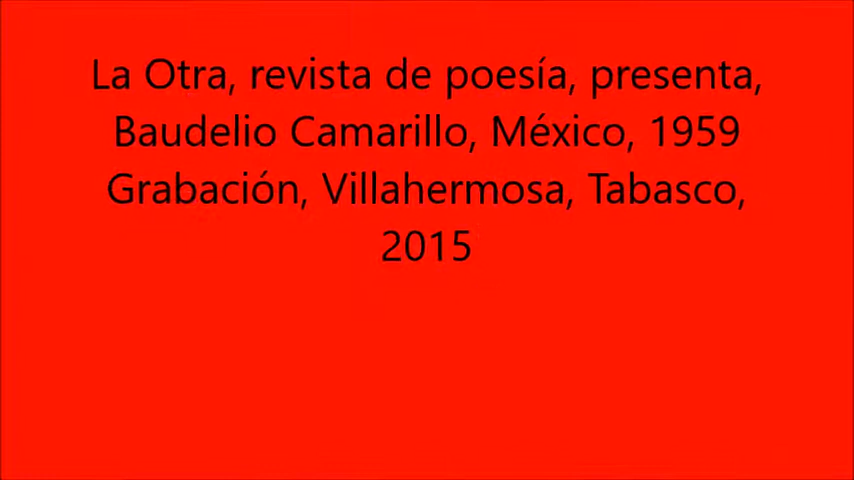 La Otra, revista de poesía, presenta,
Baudelio Camarillo, México, 1959
Grabación, Villahermosa, Tabasco,
2015